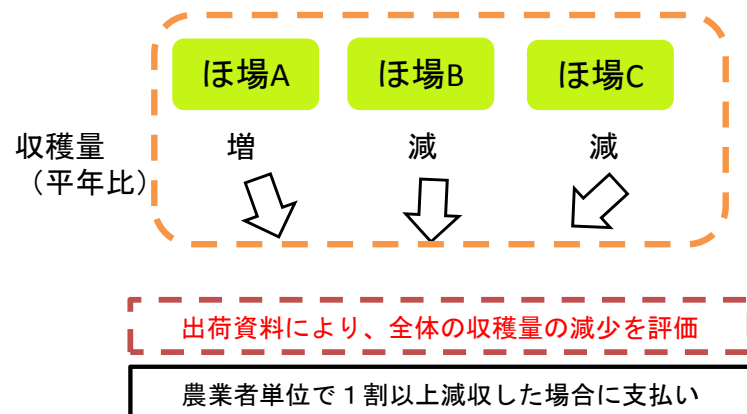 ほ場A ほ場B ほ場C
収穫量 増 減 減
（平年比）
出荷資料により、全体の収穫量の減少を評価
農業者単位で１割以上減収した場合に支払い